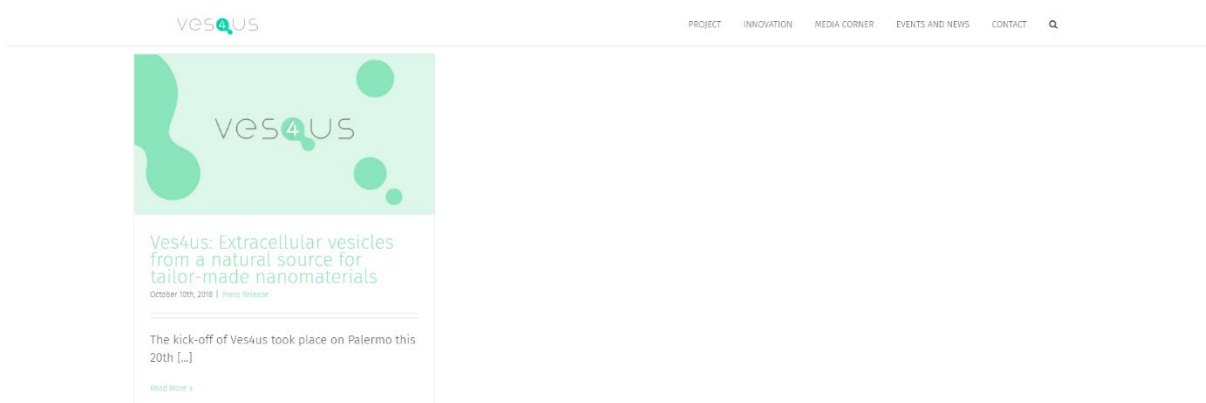 ves4us PROJECT INNOVATION MEDIA CORNER EVENTS AND NEWS CONTACT
ves4us
Ves4us: Extracellular vesicles
from a natural source for
tailor-made nanomaterials
October 10th, 2018 | Press Release
The kick-off of Ves4us took place on Palermo this
20th [...]
Read More >